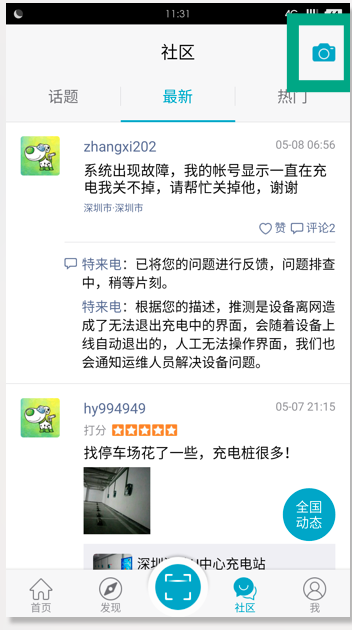 11:31
4G
社区
话题
最新
热门
zhangxi202
05-08 06:56
系统出现故障，我的帐号显示一直在充
电我关不掉，请帮忙关掉他，谢谢
深圳市·深圳市
赞 评论2
特来电：已将您的问题进行反馈，问题排查
中，稍等片刻。
特来电：根据您的描述，推测是设备离网造
成了无法退出充电中的界面，会随着设备上
线自动退出的，人工无法操作界面，我们也
会通知运维人员解决设备问题。
hy994949
05-07 21:15
打分
找停车场花了一些，充电桩很多！
全国
动态
深圳
中心充电站
首页
发现
社区
我